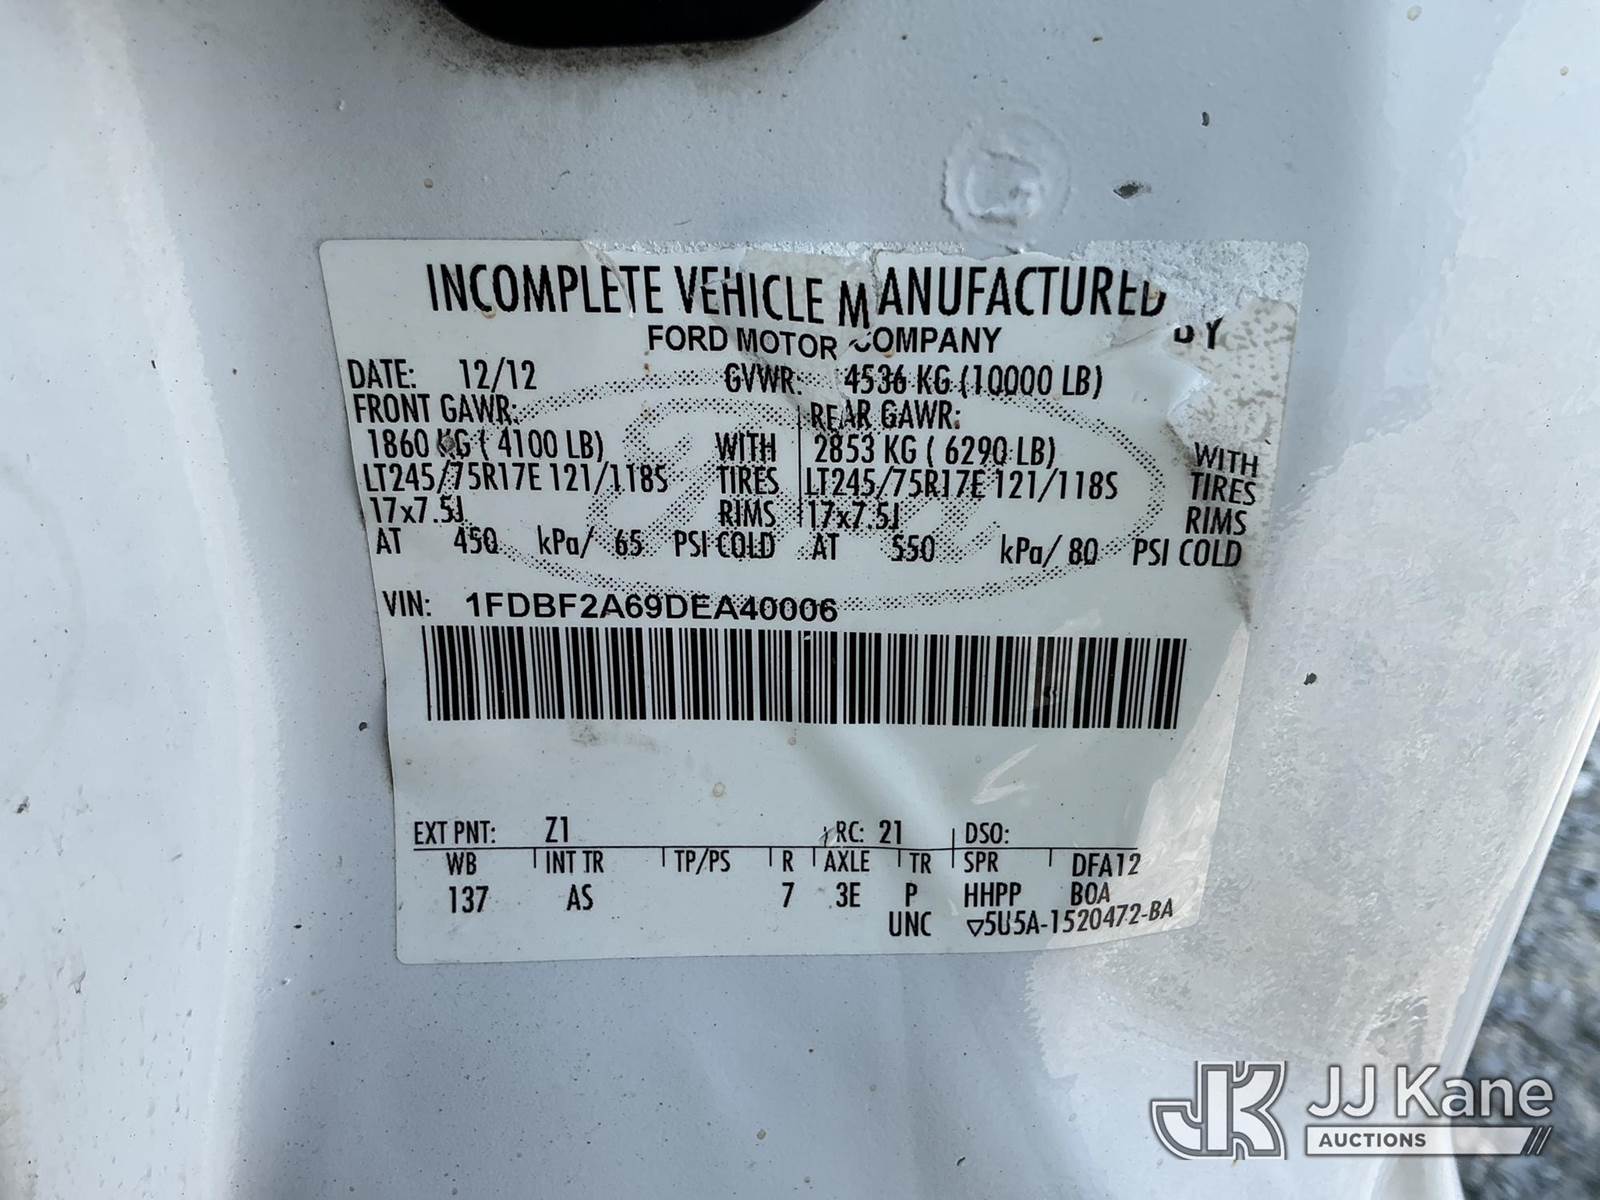 INCOMPLETE VEHICLE MANUFACTURED BY
FORD MOTOR COMPANY
DATE: 12/12 GVWR: 4536 KG (10000 LB)
FRONT GAWR: REAR GAWR:
1860 KG ( 4100 LB) WITH 2853 KG ( 6290 LB) WITH
LT245/75R17E 121/118S TIRES LT245/75R17E 121/118S TIRES
17x7.5J RIMS 17x7.5J RIMS
AT 450 kPa/ 65 PSI COLD AT 550 kPa/ 80 PSI COLD
VIN: 1FDBF2A69DEA40006
EXT PNT: Z1 RC: 21 DSO:
WB INT TR TP/PS R AXLE TR SPR DFA12
137 AS 7 3E P HHPP BOA
UNC ▽5U5A-1520472-BA
JK JJ Kane
AUCTIONS